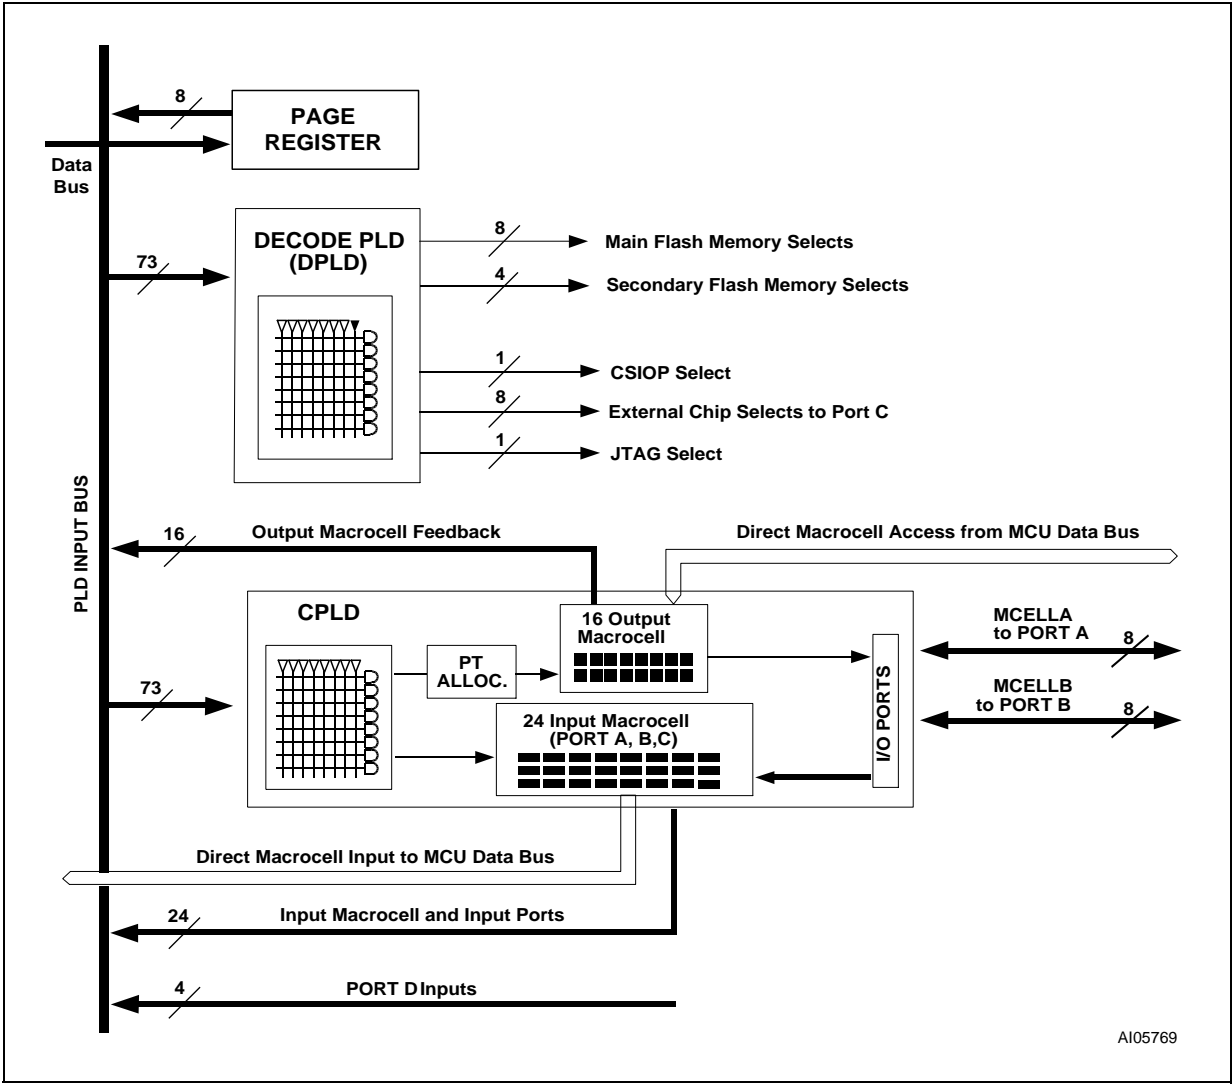 8
PAGE
REGISTER
Data
Bus
DECODE PLD
(DPLD)
73
8
Main Flash Memory Selects
4
Secondary Flash Memory Selects
1
CSIOP Select
8
External Chip Selects to Port C
1
JTAG Select
PLD INPUT BUS
16
Output Macrocell Feedback
Direct Macrocell Access from MCU Data Bus
CPLD
16 Output
Macrocell
PT
ALLOC.
73
24 Input Macrocell
(PORT A, B,C)
I/O PORTS
MCELLA
to PORT A
8
MCELLB
to PORT B
8
Direct Macrocell Input to MCU Data Bus
24
Input Macrocell and Input Ports
4
PORT D Inputs
AI05769